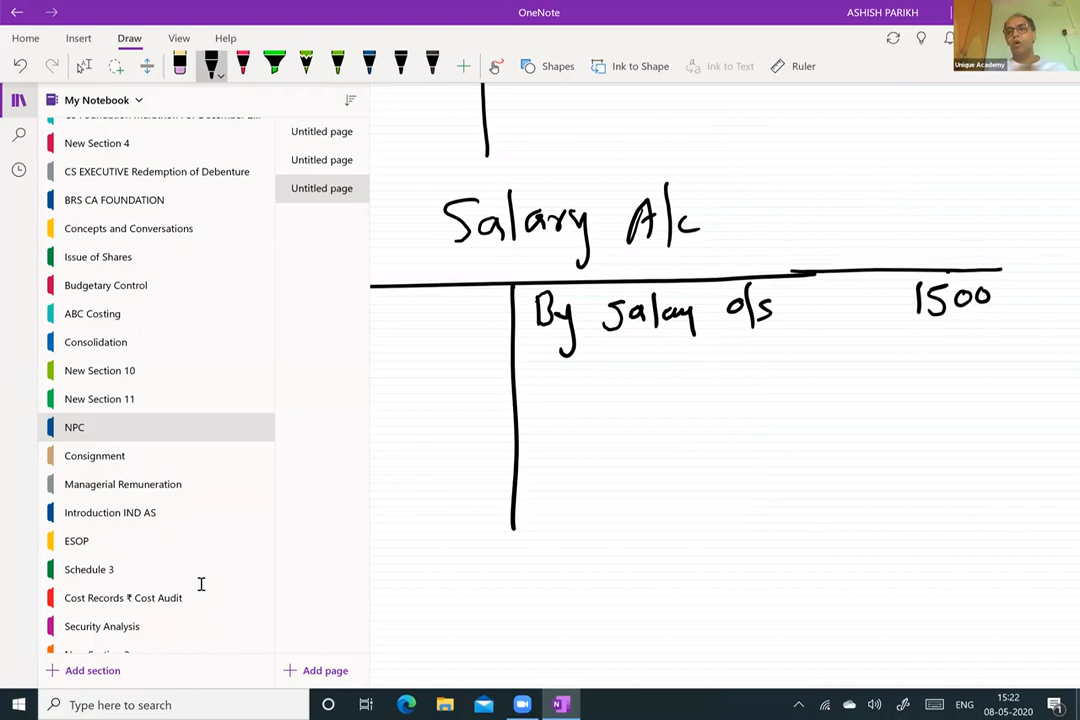 OneNote
ASHISH PARIKH
Unique Academy
Home Insert Draw View Help
Shapes Ink to Shape Ink to Text Ruler
My Notebook
New Section 4
CS EXECUTIVE Redemption of Debenture
BRS CA FOUNDATION
Concepts and Conversations
Issue of Shares
Budgetary Control
ABC Costing
Consolidation
New Section 10
New Section 11
NPC
Consignment
Managerial Remuneration
Introduction IND AS
ESOP
Schedule 3
Cost Records ₹ Cost Audit
Security Analysis
Add section
Untitled page
Untitled page
Untitled page
Add page
Salary A/c
By salary o/s 1500
Type here to search
ENG
15:22
08-05-2020